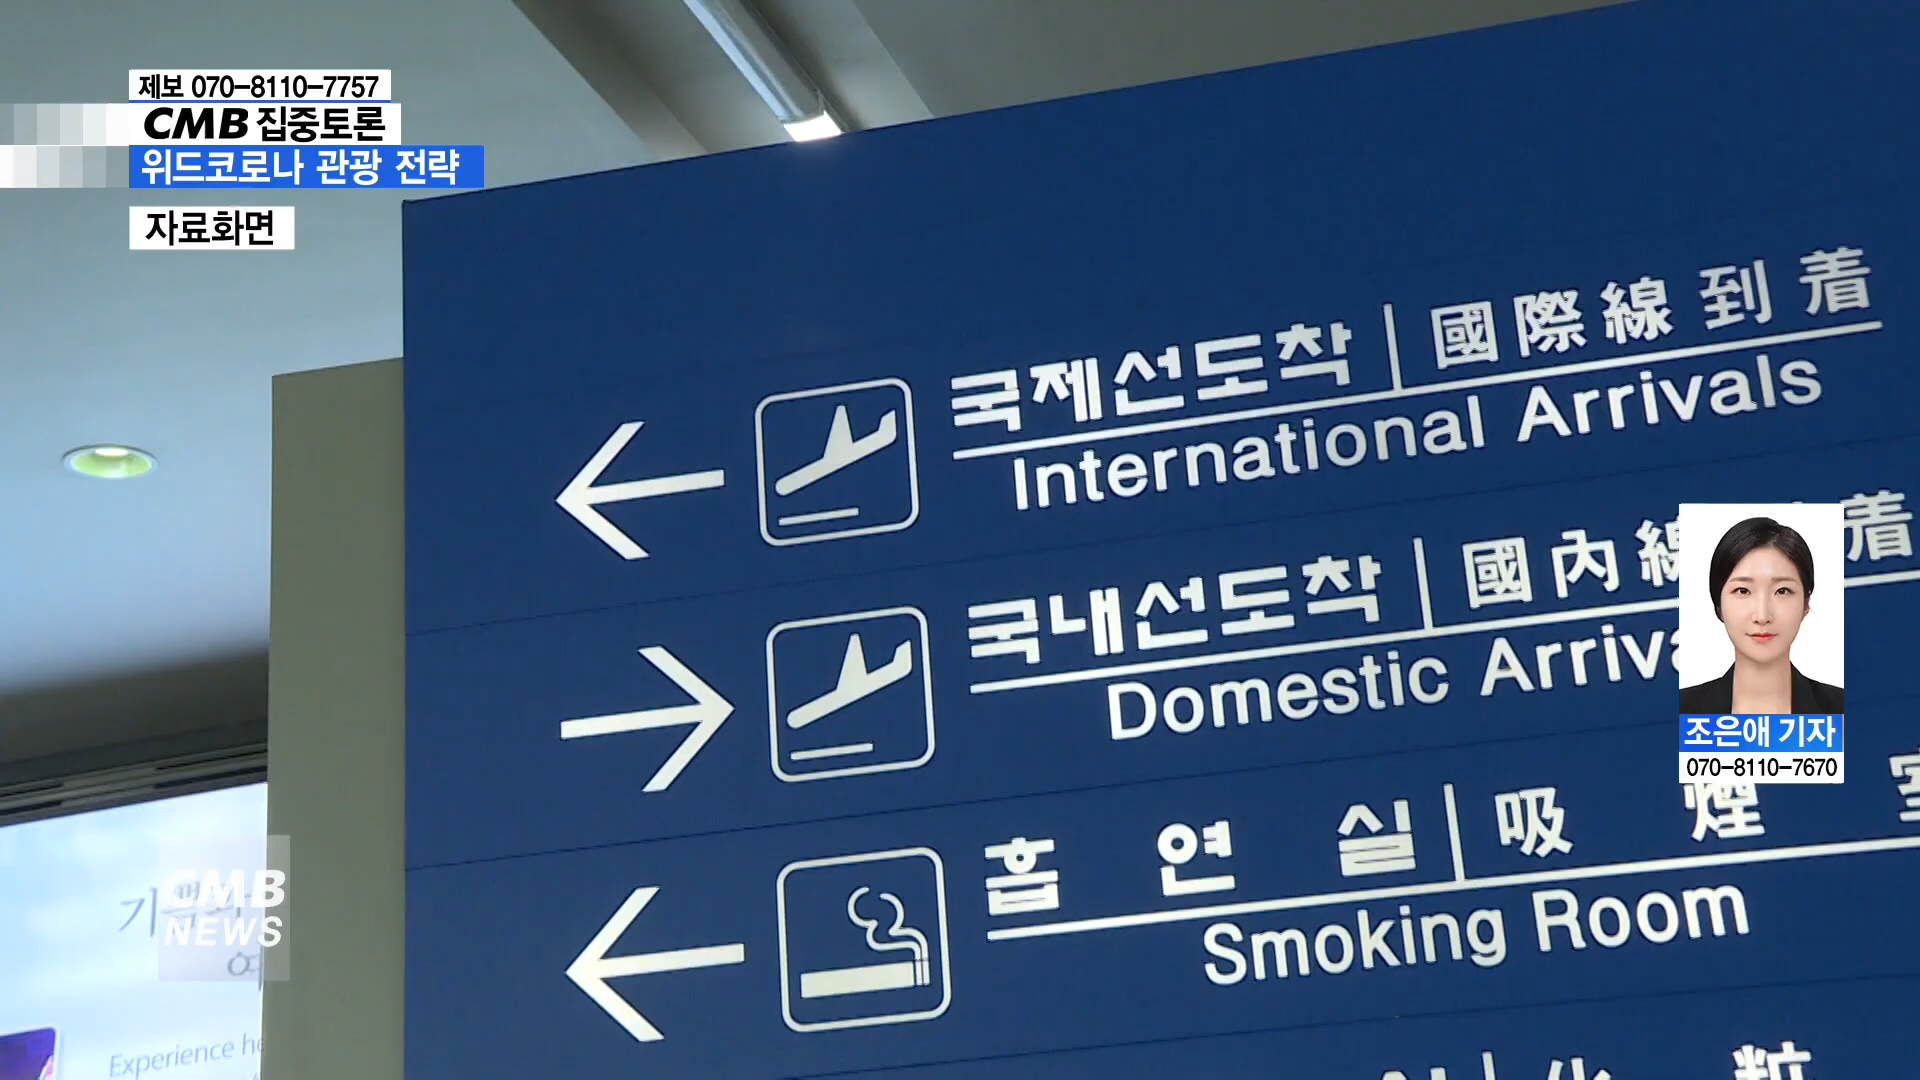 제보 070-8110-7757
CMB 집중토론
위드코로나 관광 전략
자료화면
국제선도착 國際線到着
International Arrivals
국내선도착 國內線 着
Domestic
흡 연 실 吸 煙
Smoking Room
조은애 기자
070-8110-7670
CMB
NEWS
Experience